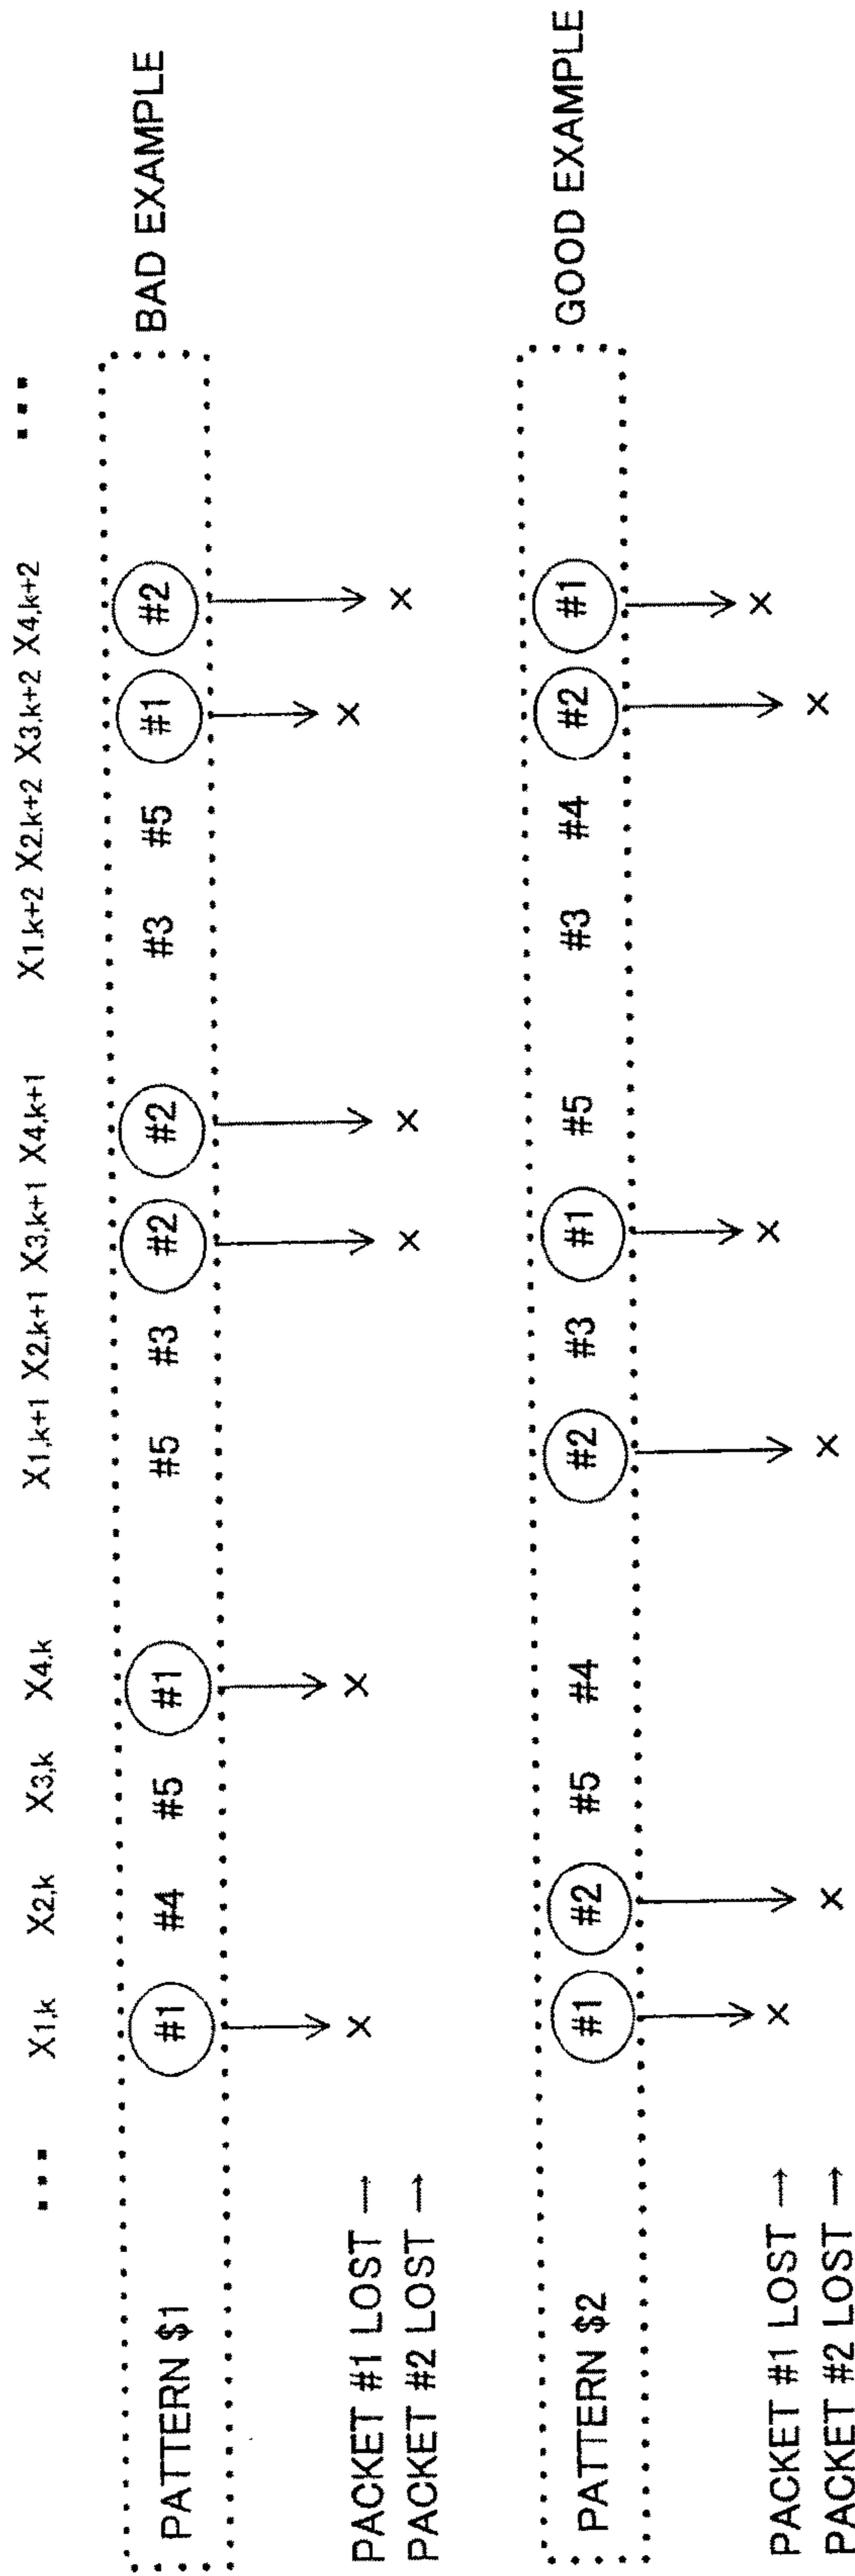 ... X1,k X2,k X3,k X4,k X1,k+1 X2,k+1 X3,k+1 X4,k+1 X1,k+2 X2,k+2 X3,k+2 X4,k+2 ...
PATTERN $1 #1 #4 #5 #1 #5 #3 #2 #2 #3 #5 #1 #2 BAD EXAMPLE
PACKET #1 LOST → × × ×
PACKET #2 LOST → × × ×
PATTERN $2 #1 #2 #5 #4 #2 #3 #1 #5 #3 #4 #2 #1 GOOD EXAMPLE
PACKET #1 LOST → × × ×
PACKET #2 LOST → × × ×